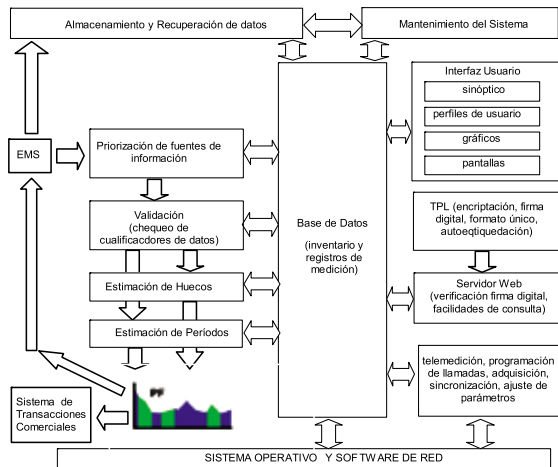 Almacenamiento y Recuperación de datos
Mantenimiento del Sistema
Interfaz Usuario
sinóptico
perfiles de usuario
gráficos
pantallas
EMS
Priorización de fuentes de
información
Validación
(chequeo de
cualificacdores de datos)
Estimación de Huecos
Estimación de Períodos
Base de Datos
(inventario y
registros de
medición)
TPL (encriptación, firma
digital, formato único,
autoeqtiquedación)
Servidor Web
(verificación firma digital,
facilidades de consulta)
telemedición, programación
de llamadas, adquisición,
sincronización, ajuste de
parámetros
PF
Sistema de
Transacciones
Comerciales
SISTEMA OPERATIVO Y SOFTWARE DE RED